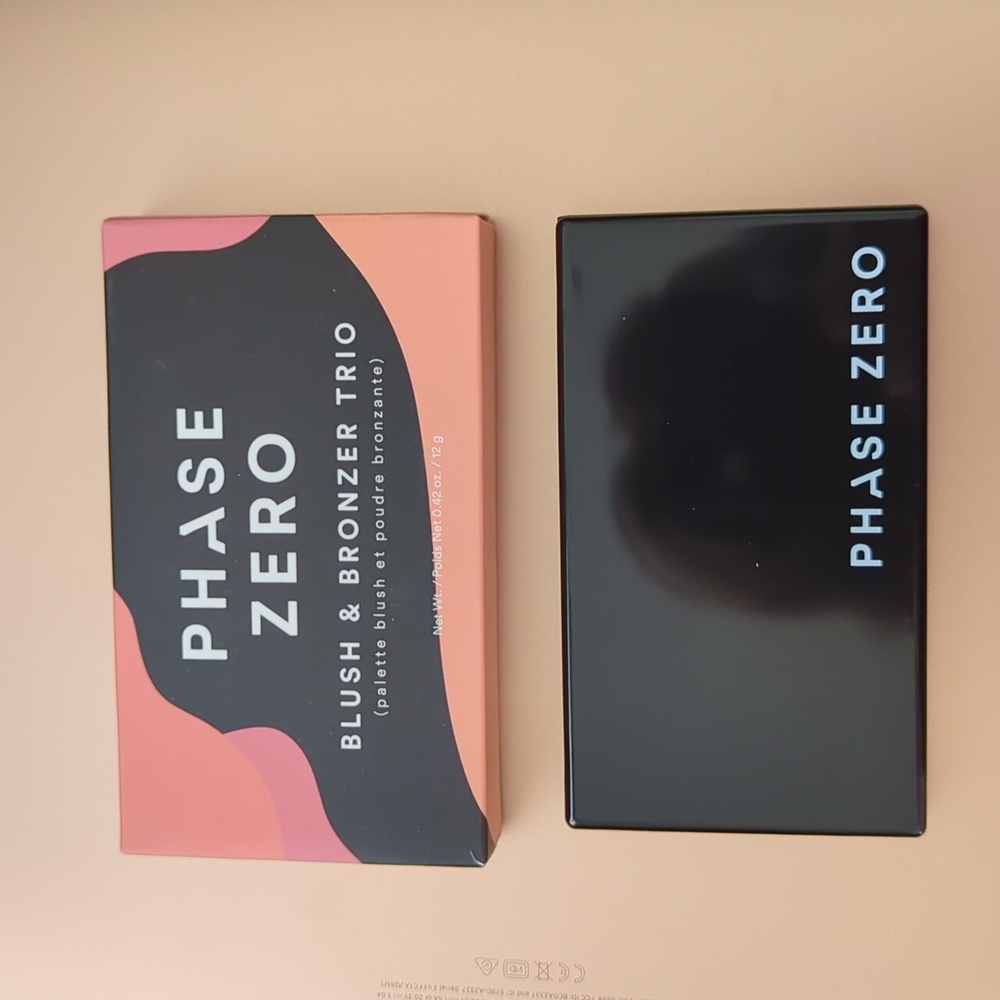 PHASE
ZERO
BLUSH & BRONZER TRIO
(palette blush et poudre bronzante)
Net Wt. / Poids Net 0.42 oz. / 12 g
PHASE ZERO